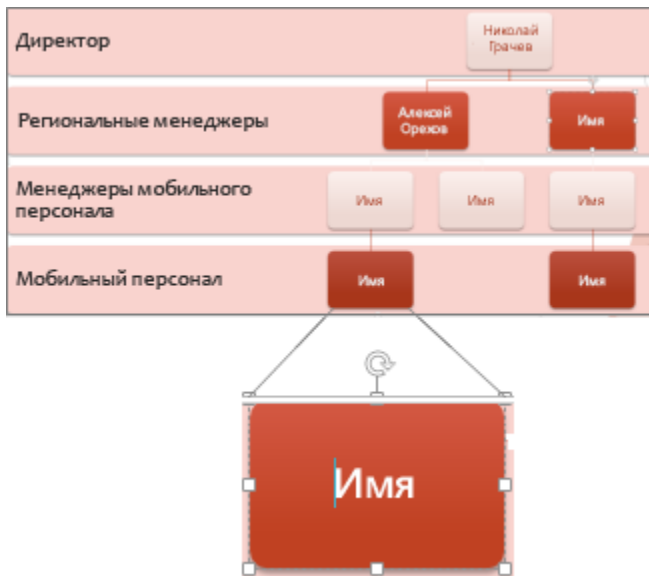 Директор
Николай
Грачев
Региональные менеджеры
Алексей
Орехов
Имя
Менеджеры мобильного
персонала
Имя
Имя
Имя
Мобильный персонал
Имя
Имя
Имя